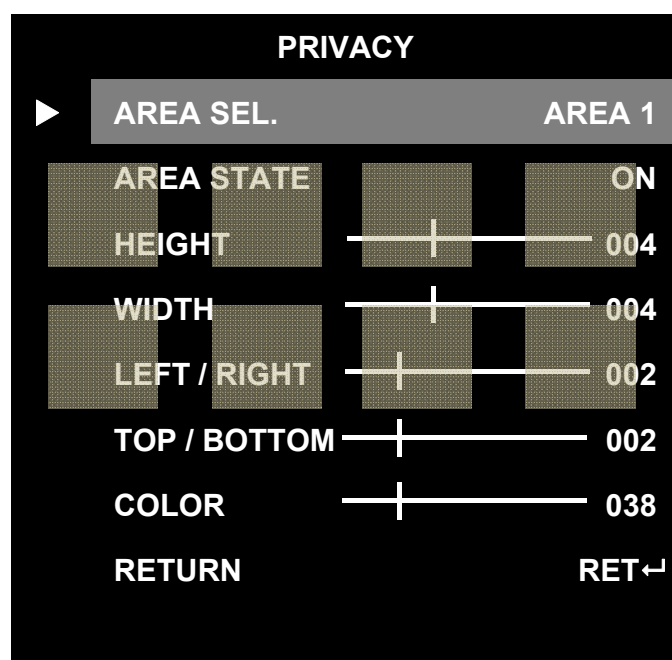 PRIVACY
AREA SEL. AREA 1
AREA STATE ON
HEIGHT 004
WIDTH 004
LEFT / RIGHT 002
TOP / BOTTOM 002
COLOR 038
RETURN RET↵